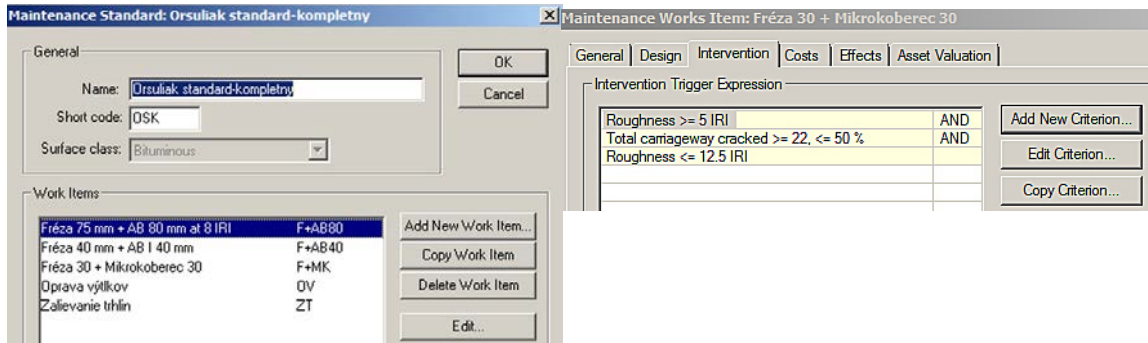 Maintenance Standard: Orsuliak standard-kompletny
General
Name: Orsuliak standard-kompletny
Short code: OSK
Surface class: Bituminous
OK
Cancel
Work Items
Fréza 75 mm + AB 80 mm at 8 IRI F+AB80
Fréza 40 mm + AB I 40 mm F+AB40
Fréza 30 + Mikrokoberec 30 F+MK
Oprava výtlkov OV
Zalievanie trhlin ZT
Add New Work Item...
Copy Work Item
Delete Work Item
Edit...
Maintenance Works Item: Fréza 30 + Mikrokoberec 30
General Design Intervention Costs Effects Asset Valuation
Intervention Trigger Expression
Roughness >= 5 IRI AND
Total carriageway cracked >= 22, <= 50 % AND
Roughness <= 12.5 IRI
Add New Criterion...
Edit Criterion...
Copy Criterion...